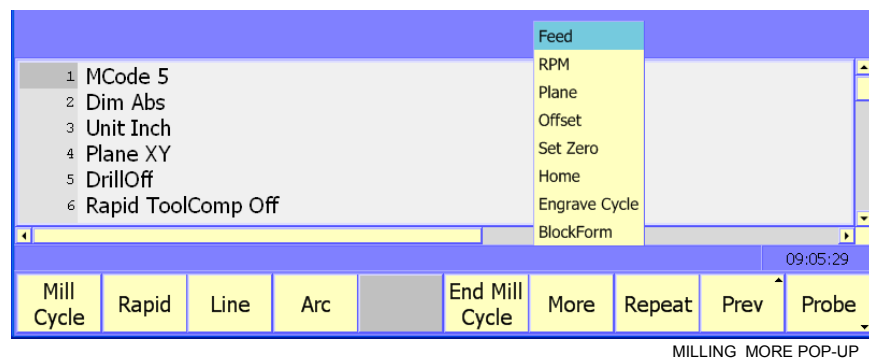 Feed
RPM
Plane
Offset
Set Zero
Home
Engrave Cycle
BlockForm
1 MCode 5
2 Dim Abs
3 Unit Inch
4 Plane XY
5 DrillOff
6 Rapid ToolComp Off
09:05:29
Mill
Cycle
Rapid
Line
Arc
End Mill
Cycle
More
Repeat
Prev
Probe
MILLING MORE POP-UP